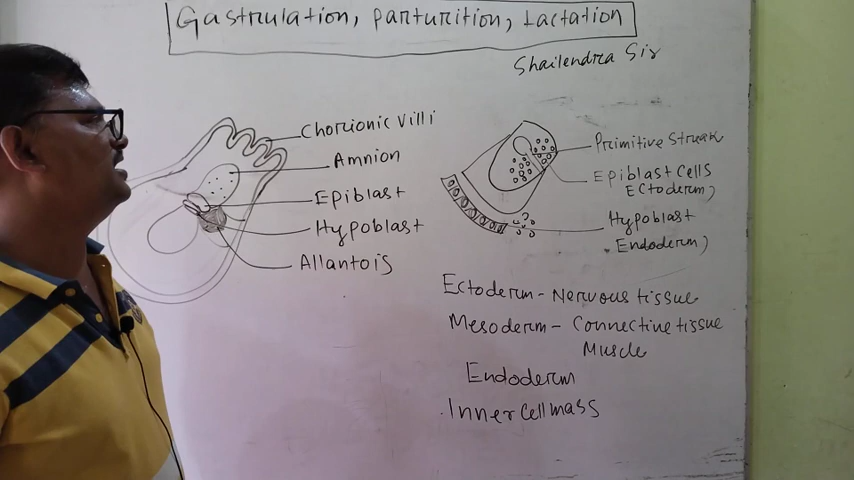 Gastrulation, parturition, Lactation
Shailendra Sir
Chorionic Villi
Amnion
Epiblast
Hypoblast
Allantois
Primitive Streak
Epiblast Cells
Ectoderm)
Hypoblast
Endoderm)
Ectoderm - Nervous tissue
Mesoderm - Connective tissue
Muscle
Endoderm
Inner cell mass